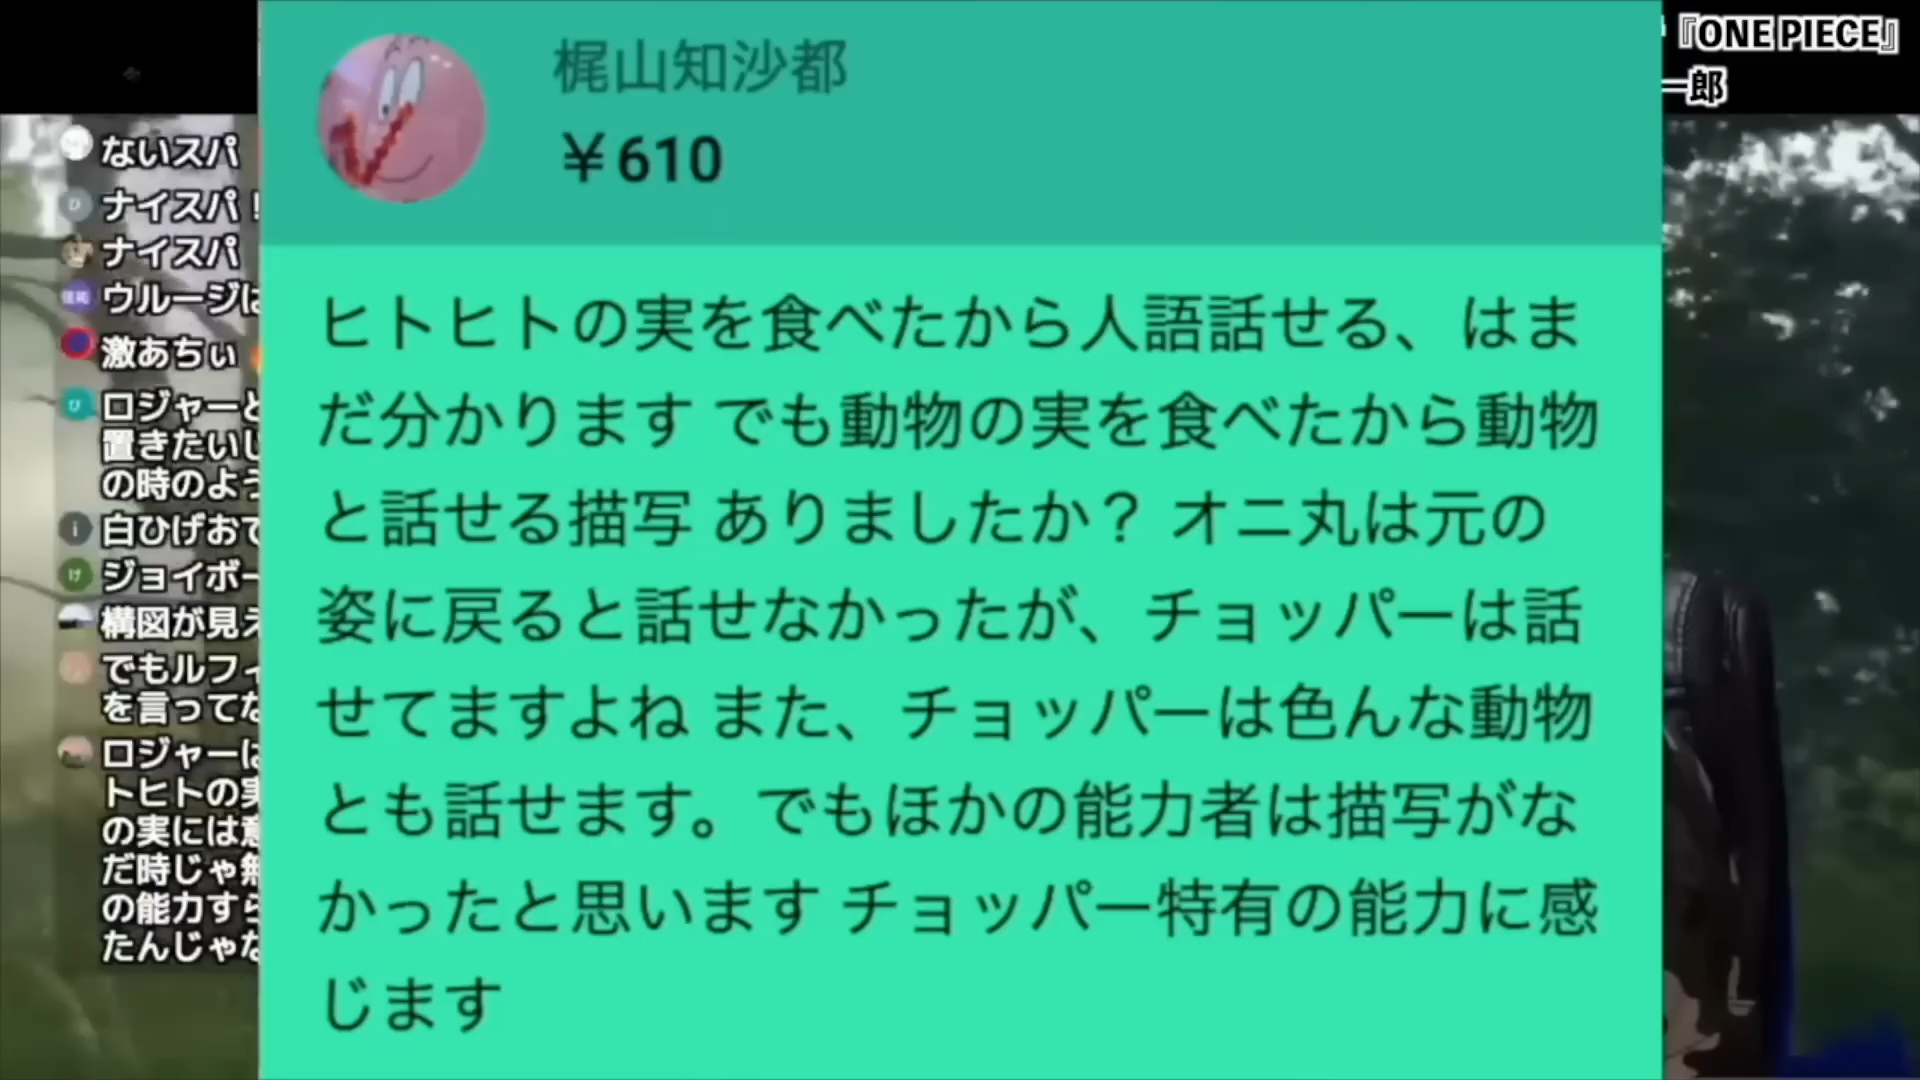 『ONE PIECE』
一郎
梶山知沙都
￥610
ヒトヒトの実を食べたから人語話せる、はま
だ分かります でも動物の実を食べたから動物
と話せる描写 ありましたか？ オニ丸は元の
姿に戻ると話せなかったが、チョッパーは話
せてますよね また、チョッパーは色んな動物
とも話せます。でもほかの能力者は描写がな
かったと思います チョッパー特有の能力に感
じます
ないスパ
ナイスパ！
ナイスパ
ウルージは
激あちぃ
ロジャーと
置きたいし
の時のよう
白ひげおで
ジョイボー
構図が見え
でもルフィ
を言ってな
ロジャーは
トヒトの実
の実には意
だ時じゃ無
の能力すら
たんじゃな